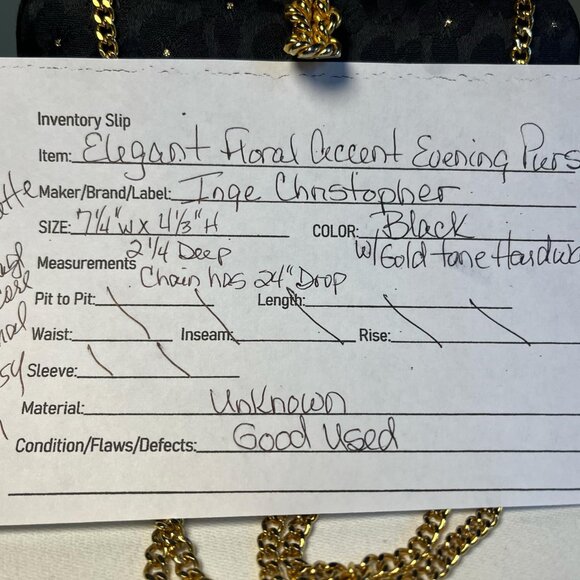 Inventory Slip
Item: Elegant Floral Accent Evening Purs
Maker/Brand/Label: Inge Christopher
SIZE: 7 1/4" W x 4 1/3" H COLOR: Black
w/Gold tone Hardwa
2 1/4 Deep
Measurements
Chain has 24" Drop
Pit to Pit: Length:
Waist: Inseam: Rise:
Sleeve:
Material: Unknown
Condition/Flaws/Defects: Good Used